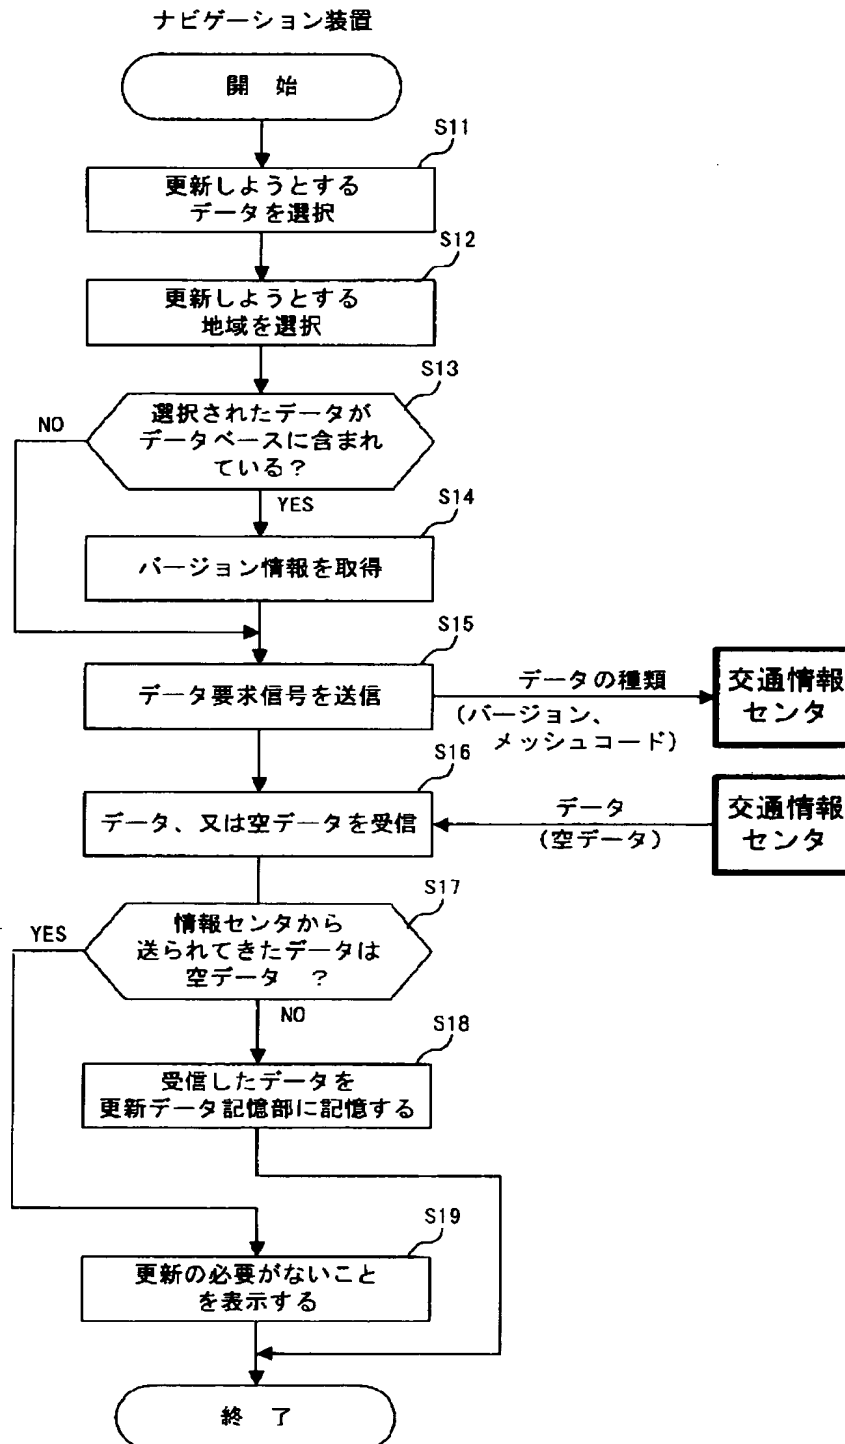 ナビゲーション装置
開 始
S11
更新しようとする
データを選択
S12
更新しようとする
地域を選択
S13
選択されたデータが
データベースに含まれ
ている?
NO
YES
S14
バージョン情報を取得
S15
データ要求信号を送信
データの種類
(バージョン、
メッシュコード)
交通情報
センタ
S16
データ、又は空データを受信
データ
(空データ)
交通情報
センタ
S17
情報センタから
送られてきたデータは
空データ ?
YES
NO
S18
受信したデータを
更新データ記憶部に記憶する
S19
更新の必要がないこと
を表示する
終 了